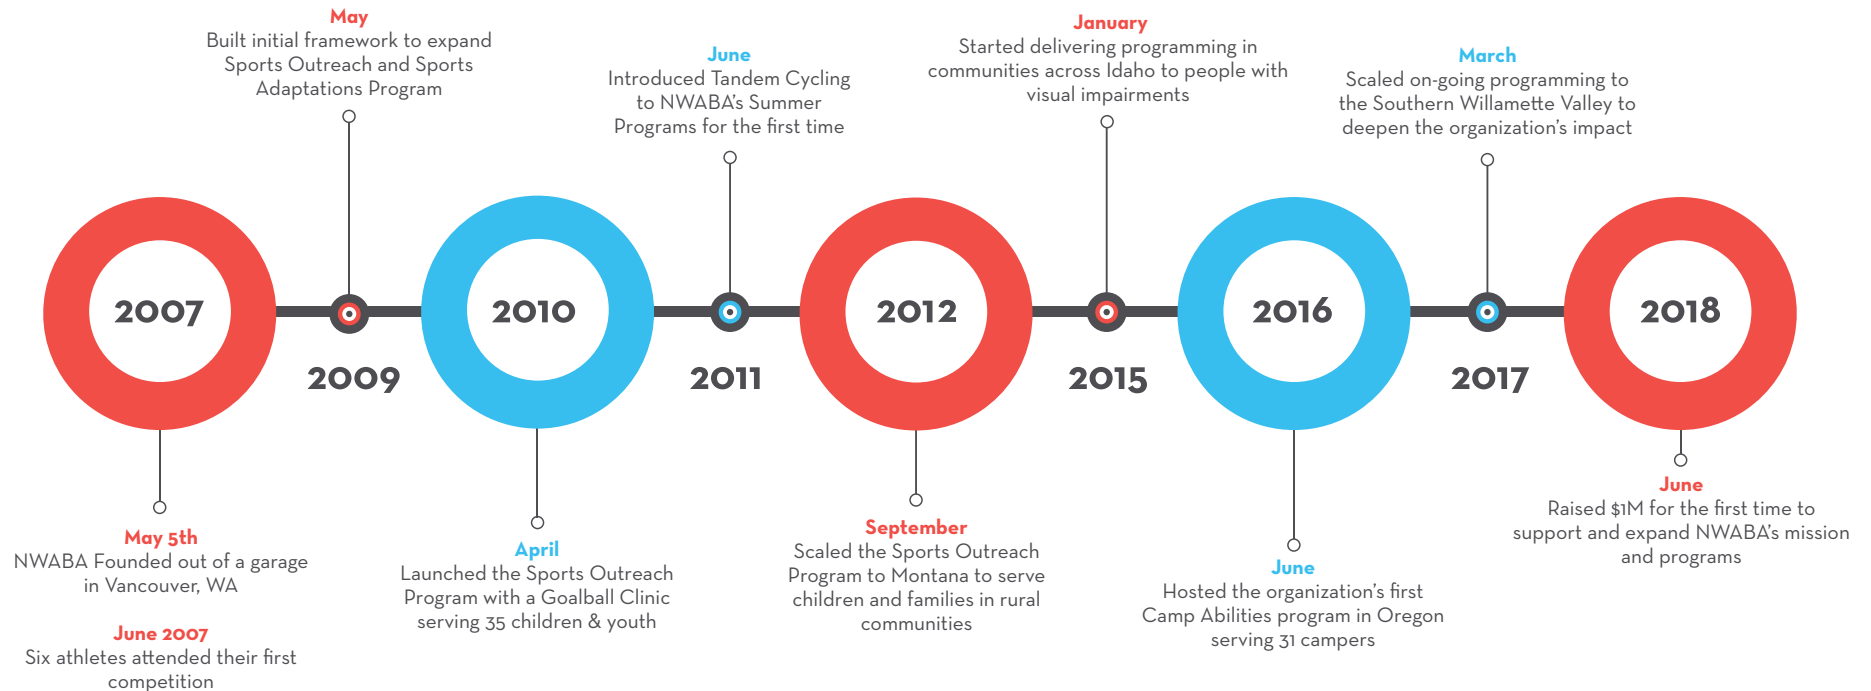 May
Built initial framework to expand
Sports Outreach and Sports
Adaptations Program
June
Introduced Tandem Cycling
to NWABA's Summer
Programs for the first time
January
Started delivering programming in
communities across Idaho to people with
visual impairments
March
Scaled on-going programming to
the Southern Willamette Valley to
deepen the organization's impact
2007
2010
2012
2016
2018
2009
2011
2015
2017
May 5th
NWABA Founded out of a garage
in Vancouver, WA
June 2007
Six athletes attended their first
competition
April
Launched the Sports Outreach
Program with a Goalball Clinic
serving 35 children & youth
September
Scaled the Sports Outreach
Program to Montana to serve
children and families in rural
communities
June
Hosted the organization's first
Camp Abilities program in Oregon
serving 31 campers
June
Raised $1M for the first time to
support and expand NWABA's mission
and programs